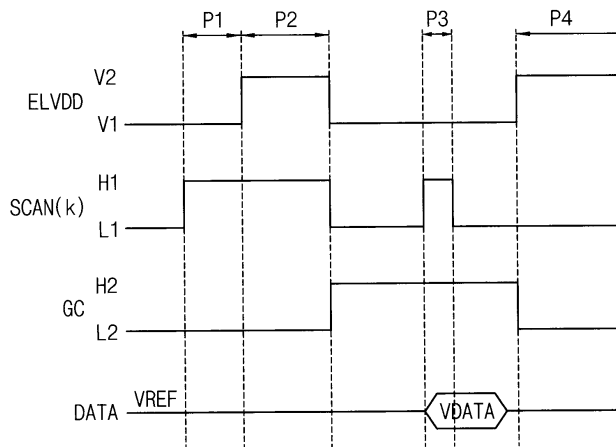 P1 P2 P3 P4
V2
ELVDD
V1
H1
SCAN(k)
L1
H2
GC
L2
VREF
DATA VDATA